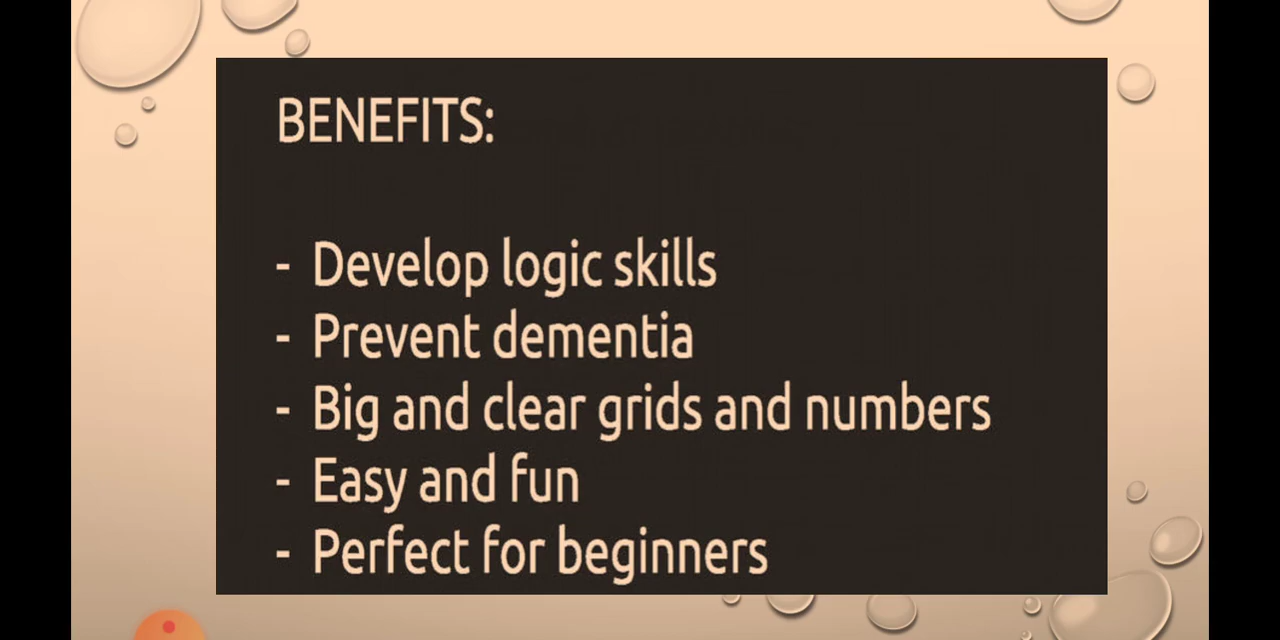 BENEFITS:
- Develop logic skills
- Prevent dementia
- Big and clear grids and numbers
- Easy and fun
- Perfect for beginners